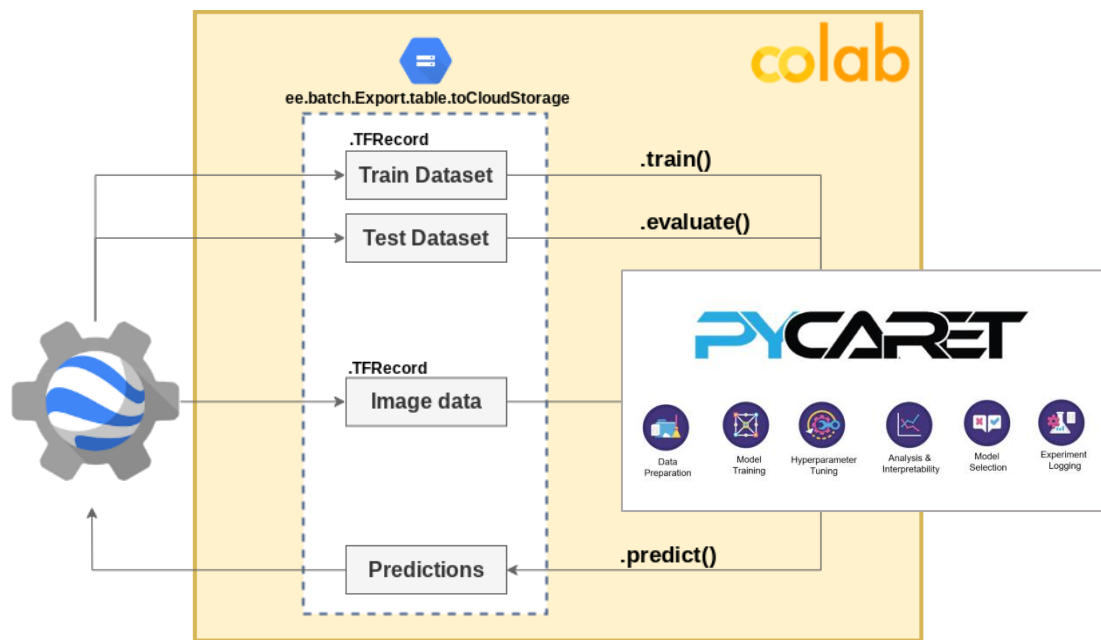 colab
ee.batch.Export.table.toCloudStorage
.TFRecord
Train Dataset
.train()
Test Dataset
.evaluate()
PYCARET
.TFRecord
Image data
Data
Preparation
Model
Training
Hyperparameter
Tuning
Analysis &
Interpretability
Model
Selection
Experiment
Logging
Predictions
.predict()